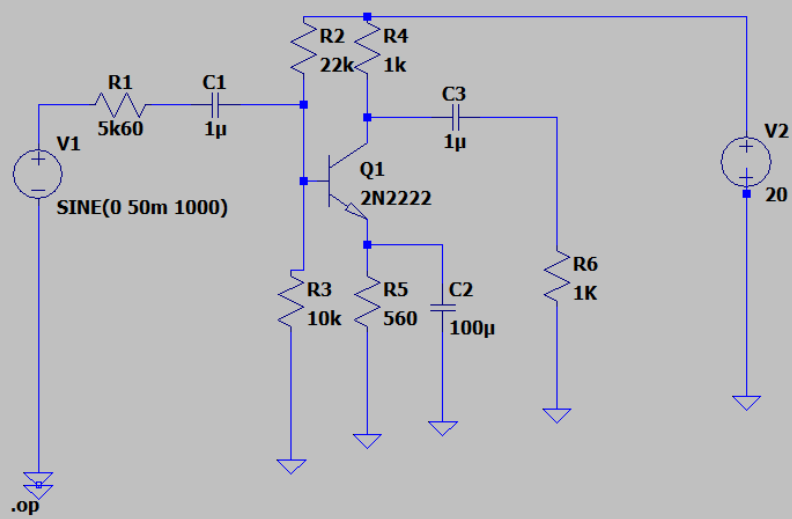 R2
22k
R4
1k
R1
5k60
C1
1µ
C3
1µ
V1
SINE(0 50m 1000)
Q1
2N2222
V2
20
R3
10k
R5
560
C2
100µ
R6
1K
.op